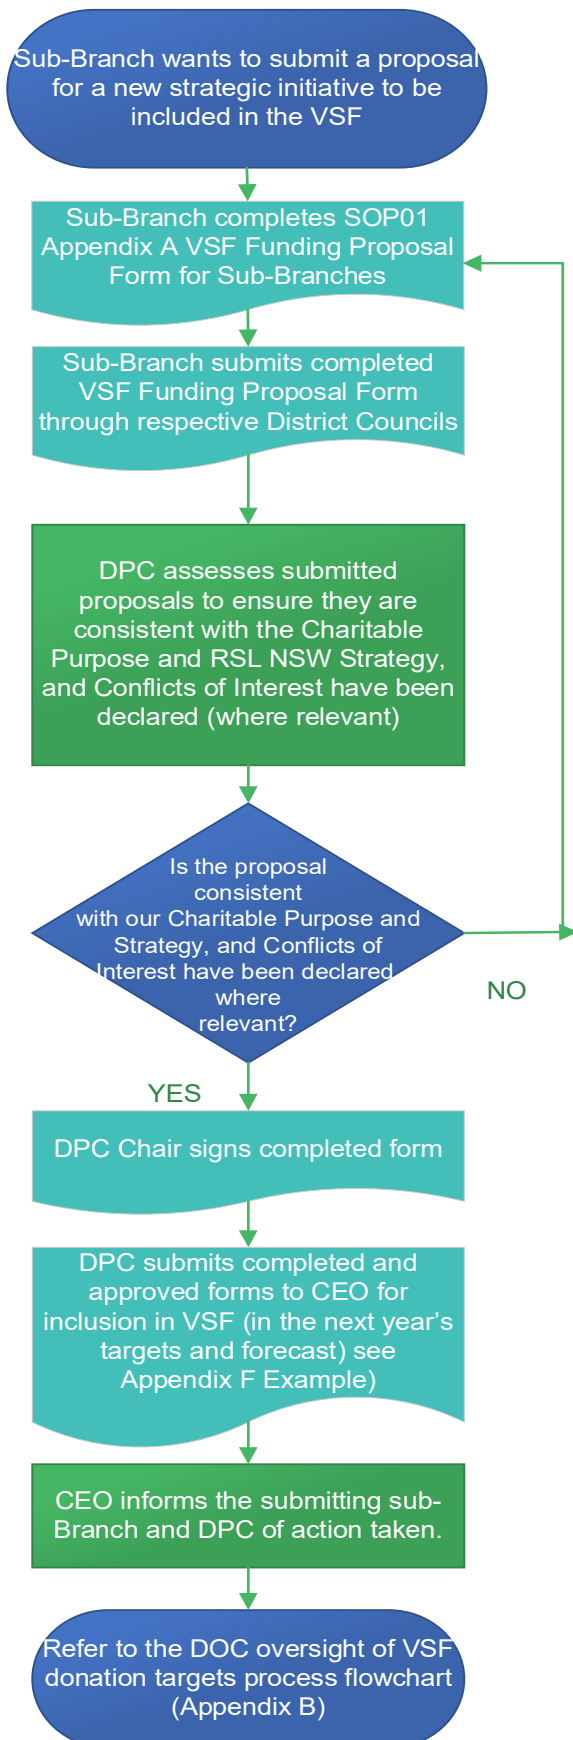 Sub-Branch wants to submit a proposal
for a new strategic initiative to be
included in the VSF
Sub-Branch completes SOP01
Appendix A VSF Funding Proposal
Form for Sub-Branches
Sub-Branch submits completed
VSF Funding Proposal Form
through respective District Councils
DPC assesses submitted
proposals to ensure they are
consistent with the Charitable
Purpose and RSL NSW Strategy,
and Conflicts of Interest have been
declared (where relevant)
Is the proposal
consistent
with our Charitable Purpose and
Strategy, and Conflicts of
Interest have been declared
where
relevant?
NO
YES
DPC Chair signs completed form
DPC submits completed and
approved forms to CEO for
inclusion in VSF (in the next year’s
targets and forecast) see
Appendix F Example)
CEO informs the submitting sub-
Branch and DPC of action taken.
Refer to the DOC oversight of VSF
donation targets process flowchart
(Appendix B)